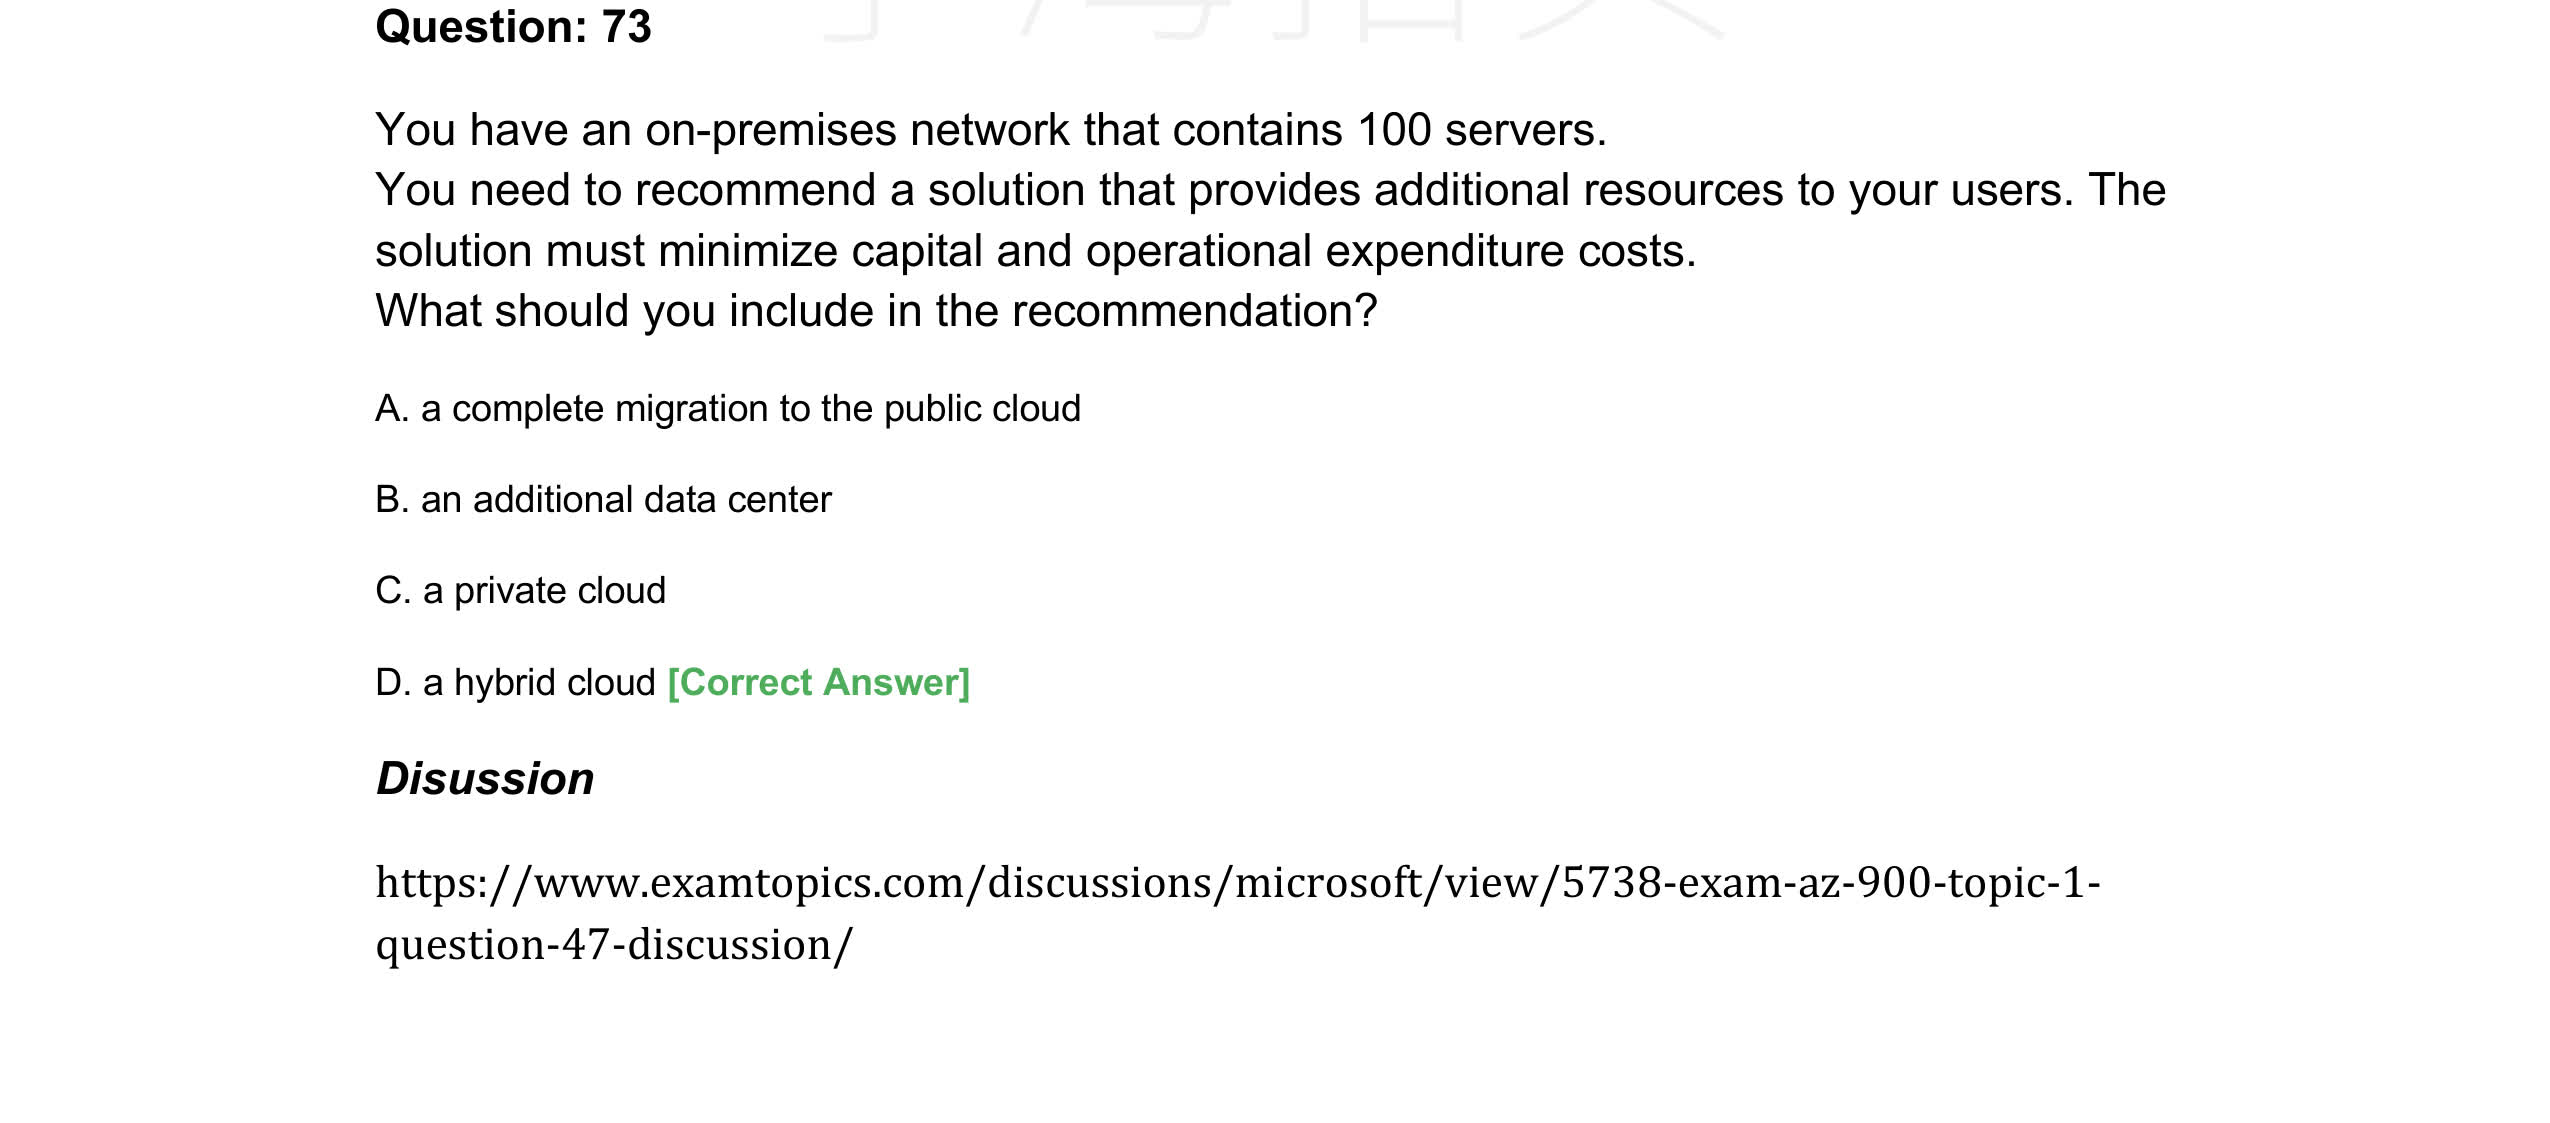 Question: 73
You have an on-premises network that contains 100 servers.
You need to recommend a solution that provides additional resources to your users. The
solution must minimize capital and operational expenditure costs.
What should you include in the recommendation?
A. a complete migration to the public cloud
B. an additional data center
C. a private cloud
D. a hybrid cloud [Correct Answer]
Disussion
https://www.examtopics.com/discussions/microsoft/view/5738-exam-az-900-topic-1-
question-47-discussion/